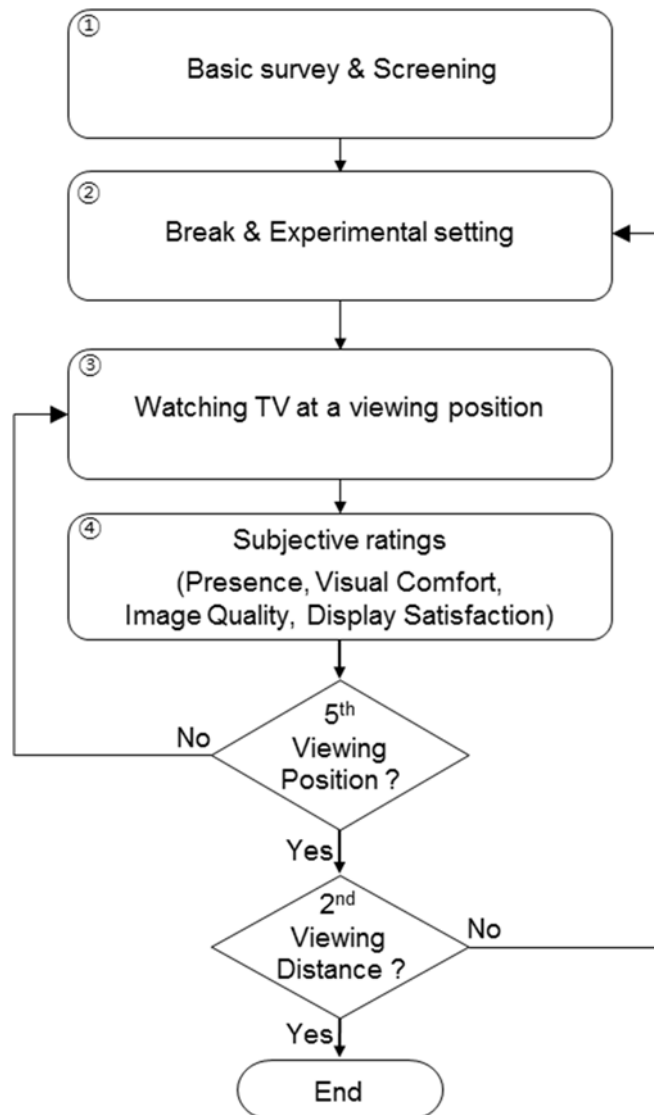 ①
Basic survey & Screening
②
Break & Experimental setting
③
Watching TV at a viewing position
④
Subjective ratings
(Presence, Visual Comfort,
Image Quality, Display Satisfaction)
5th
Viewing
Position ?
No
Yes
2nd
Viewing
Distance ?
No
Yes
End